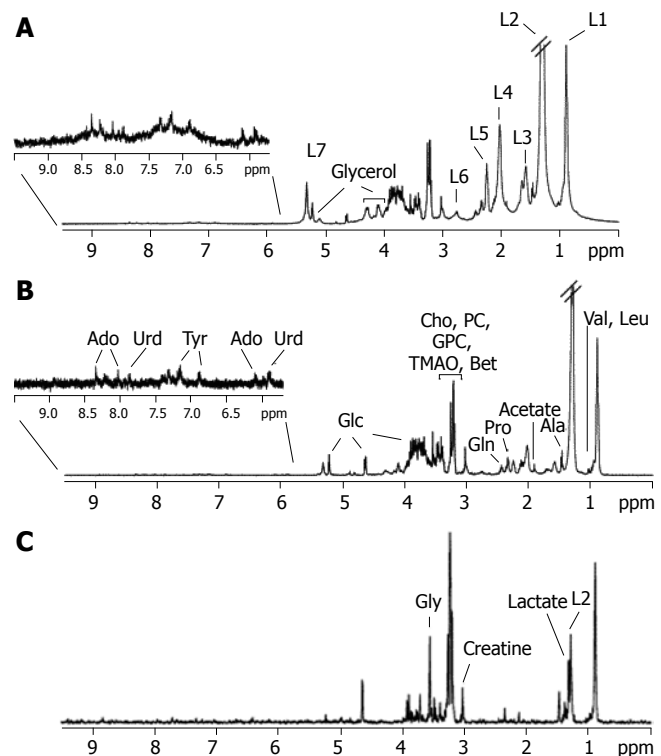 A
L2
L1
L4
L5
L3
L7
Glycerol
L6
9.0 8.5 8.0 7.5 7.0 6.5 ppm
9 8 7 6 5 4 3 2 1 ppm
B
Cho, PC,
GPC,
TMAO, Bet
Val, Leu
Ado Urd Tyr Ado Urd
Glc
Acetate
Pro
Ala
Gln
9.0 8.5 8.0 7.5 7.0 6.5 ppm
9 8 7 6 5 4 3 2 1 ppm
C
Gly
Lactate L2
Creatine
9 8 7 6 5 4 3 2 1 ppm